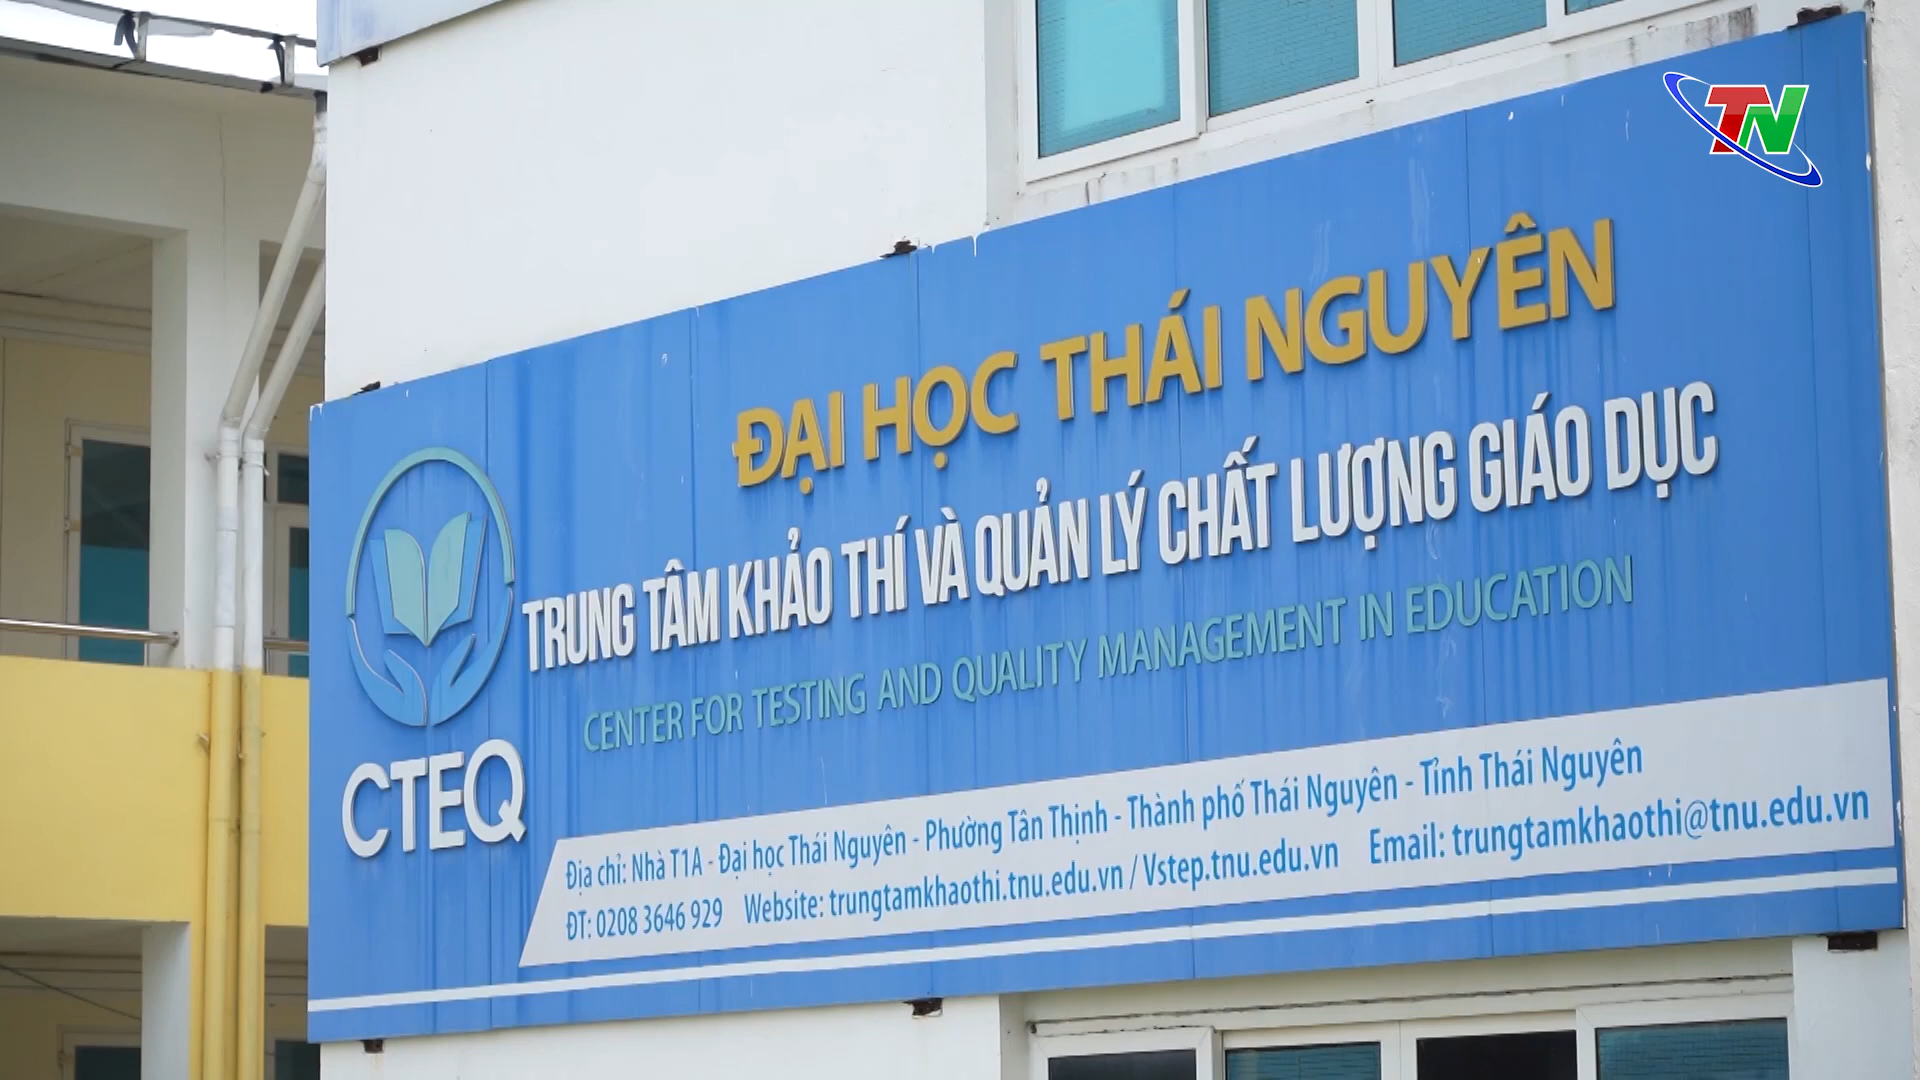 TN
ĐẠI HỌC THÁI NGUYÊN
TRUNG TÂM KHẢO THÍ VÀ QUẢN LÝ CHẤT LƯỢNG GIÁO DỤC
CENTER FOR TESTING AND QUALITY MANAGEMENT IN EDUCATION
CTEQ
Địa chỉ: Nhà T1A - Đại học Thái Nguyên - Phường Tân Thịnh - Thành phố Thái Nguyên - Tỉnh Thái Nguyên
ĐT: 0208 3646 929 Website: trungtamkhaothi.tnu.edu.vn / Vstep.tnu.edu.vn Email: trungtamkhaothi@tnu.edu.vn